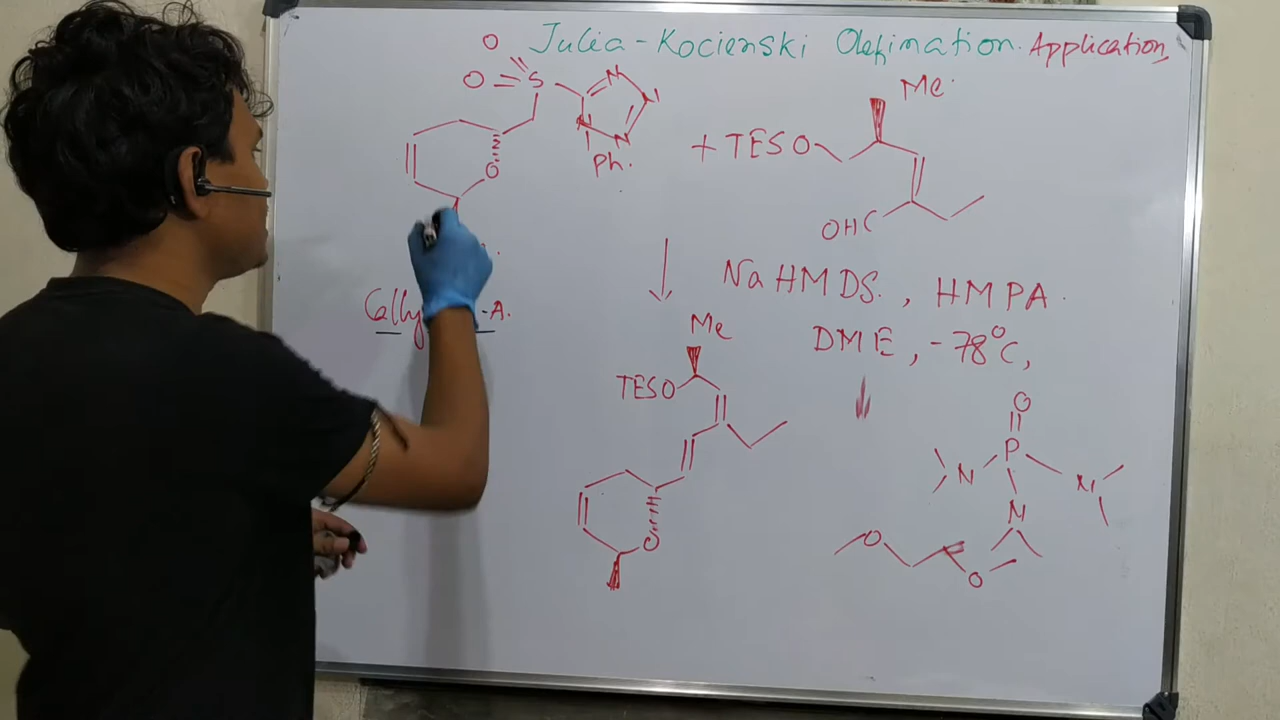 Julia-Kocienski Olefination. Application
O
O = S
N
N
N
N
Ph.
O
Me
+ TESO
OHC
NaHMDS. , HMPA.
DME , -78°C,
-A.
Me
TESO
O
O
P
N
N
N
O
O